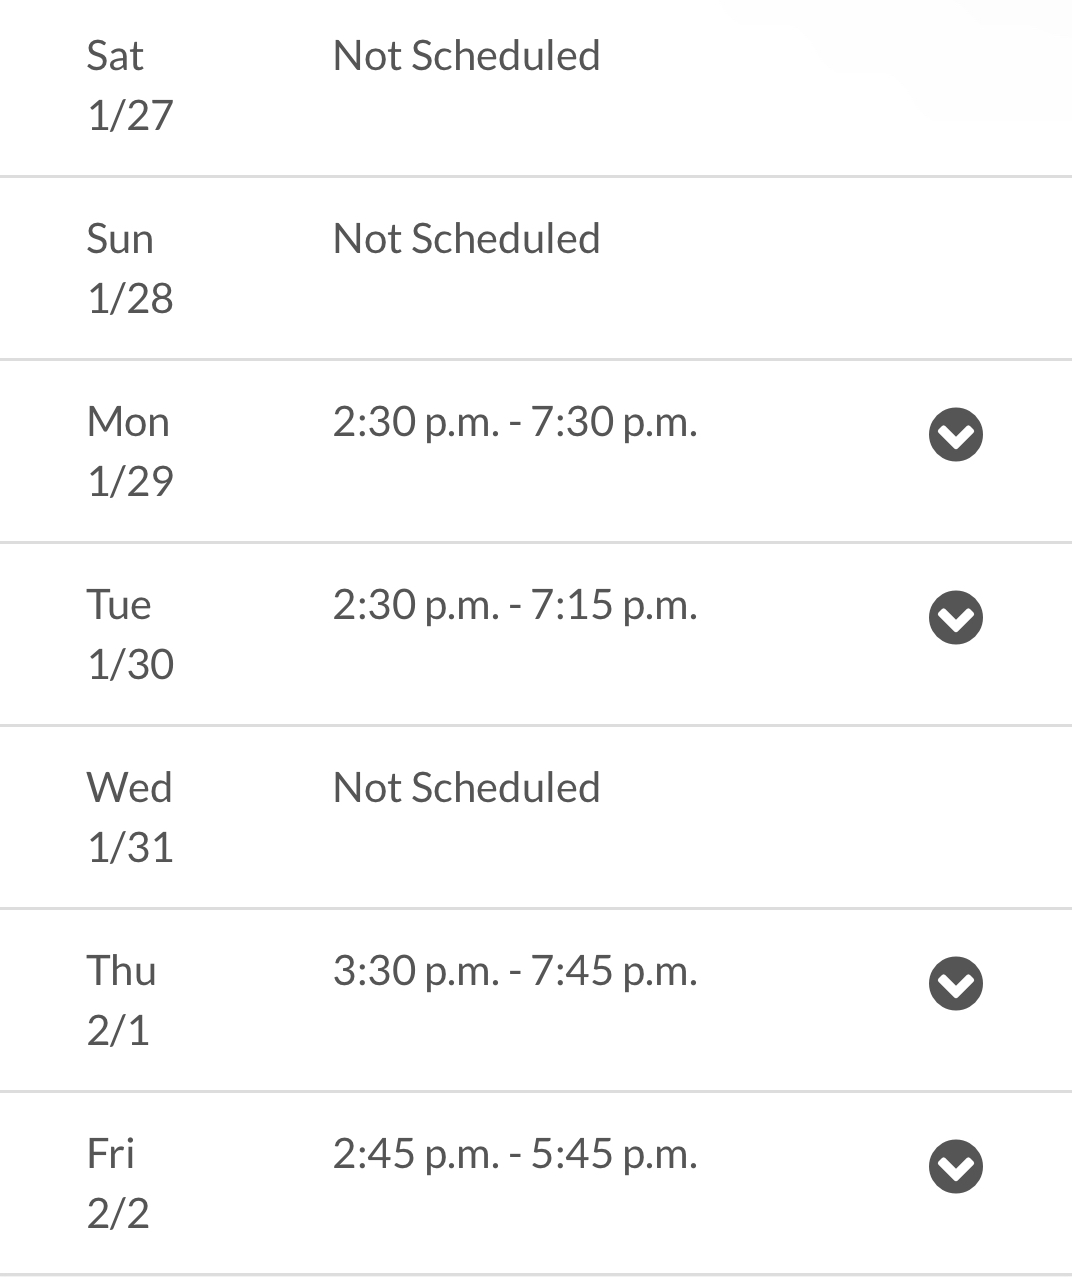 Sat Not Scheduled
1/27
Sun Not Scheduled
1/28
Mon 2:30 p.m. - 7:30 p.m.
1/29
Tue 2:30 p.m. - 7:15 p.m.
1/30
Wed Not Scheduled
1/31
Thu 3:30 p.m. - 7:45 p.m.
2/1
Fri 2:45 p.m. - 5:45 p.m.
2/2